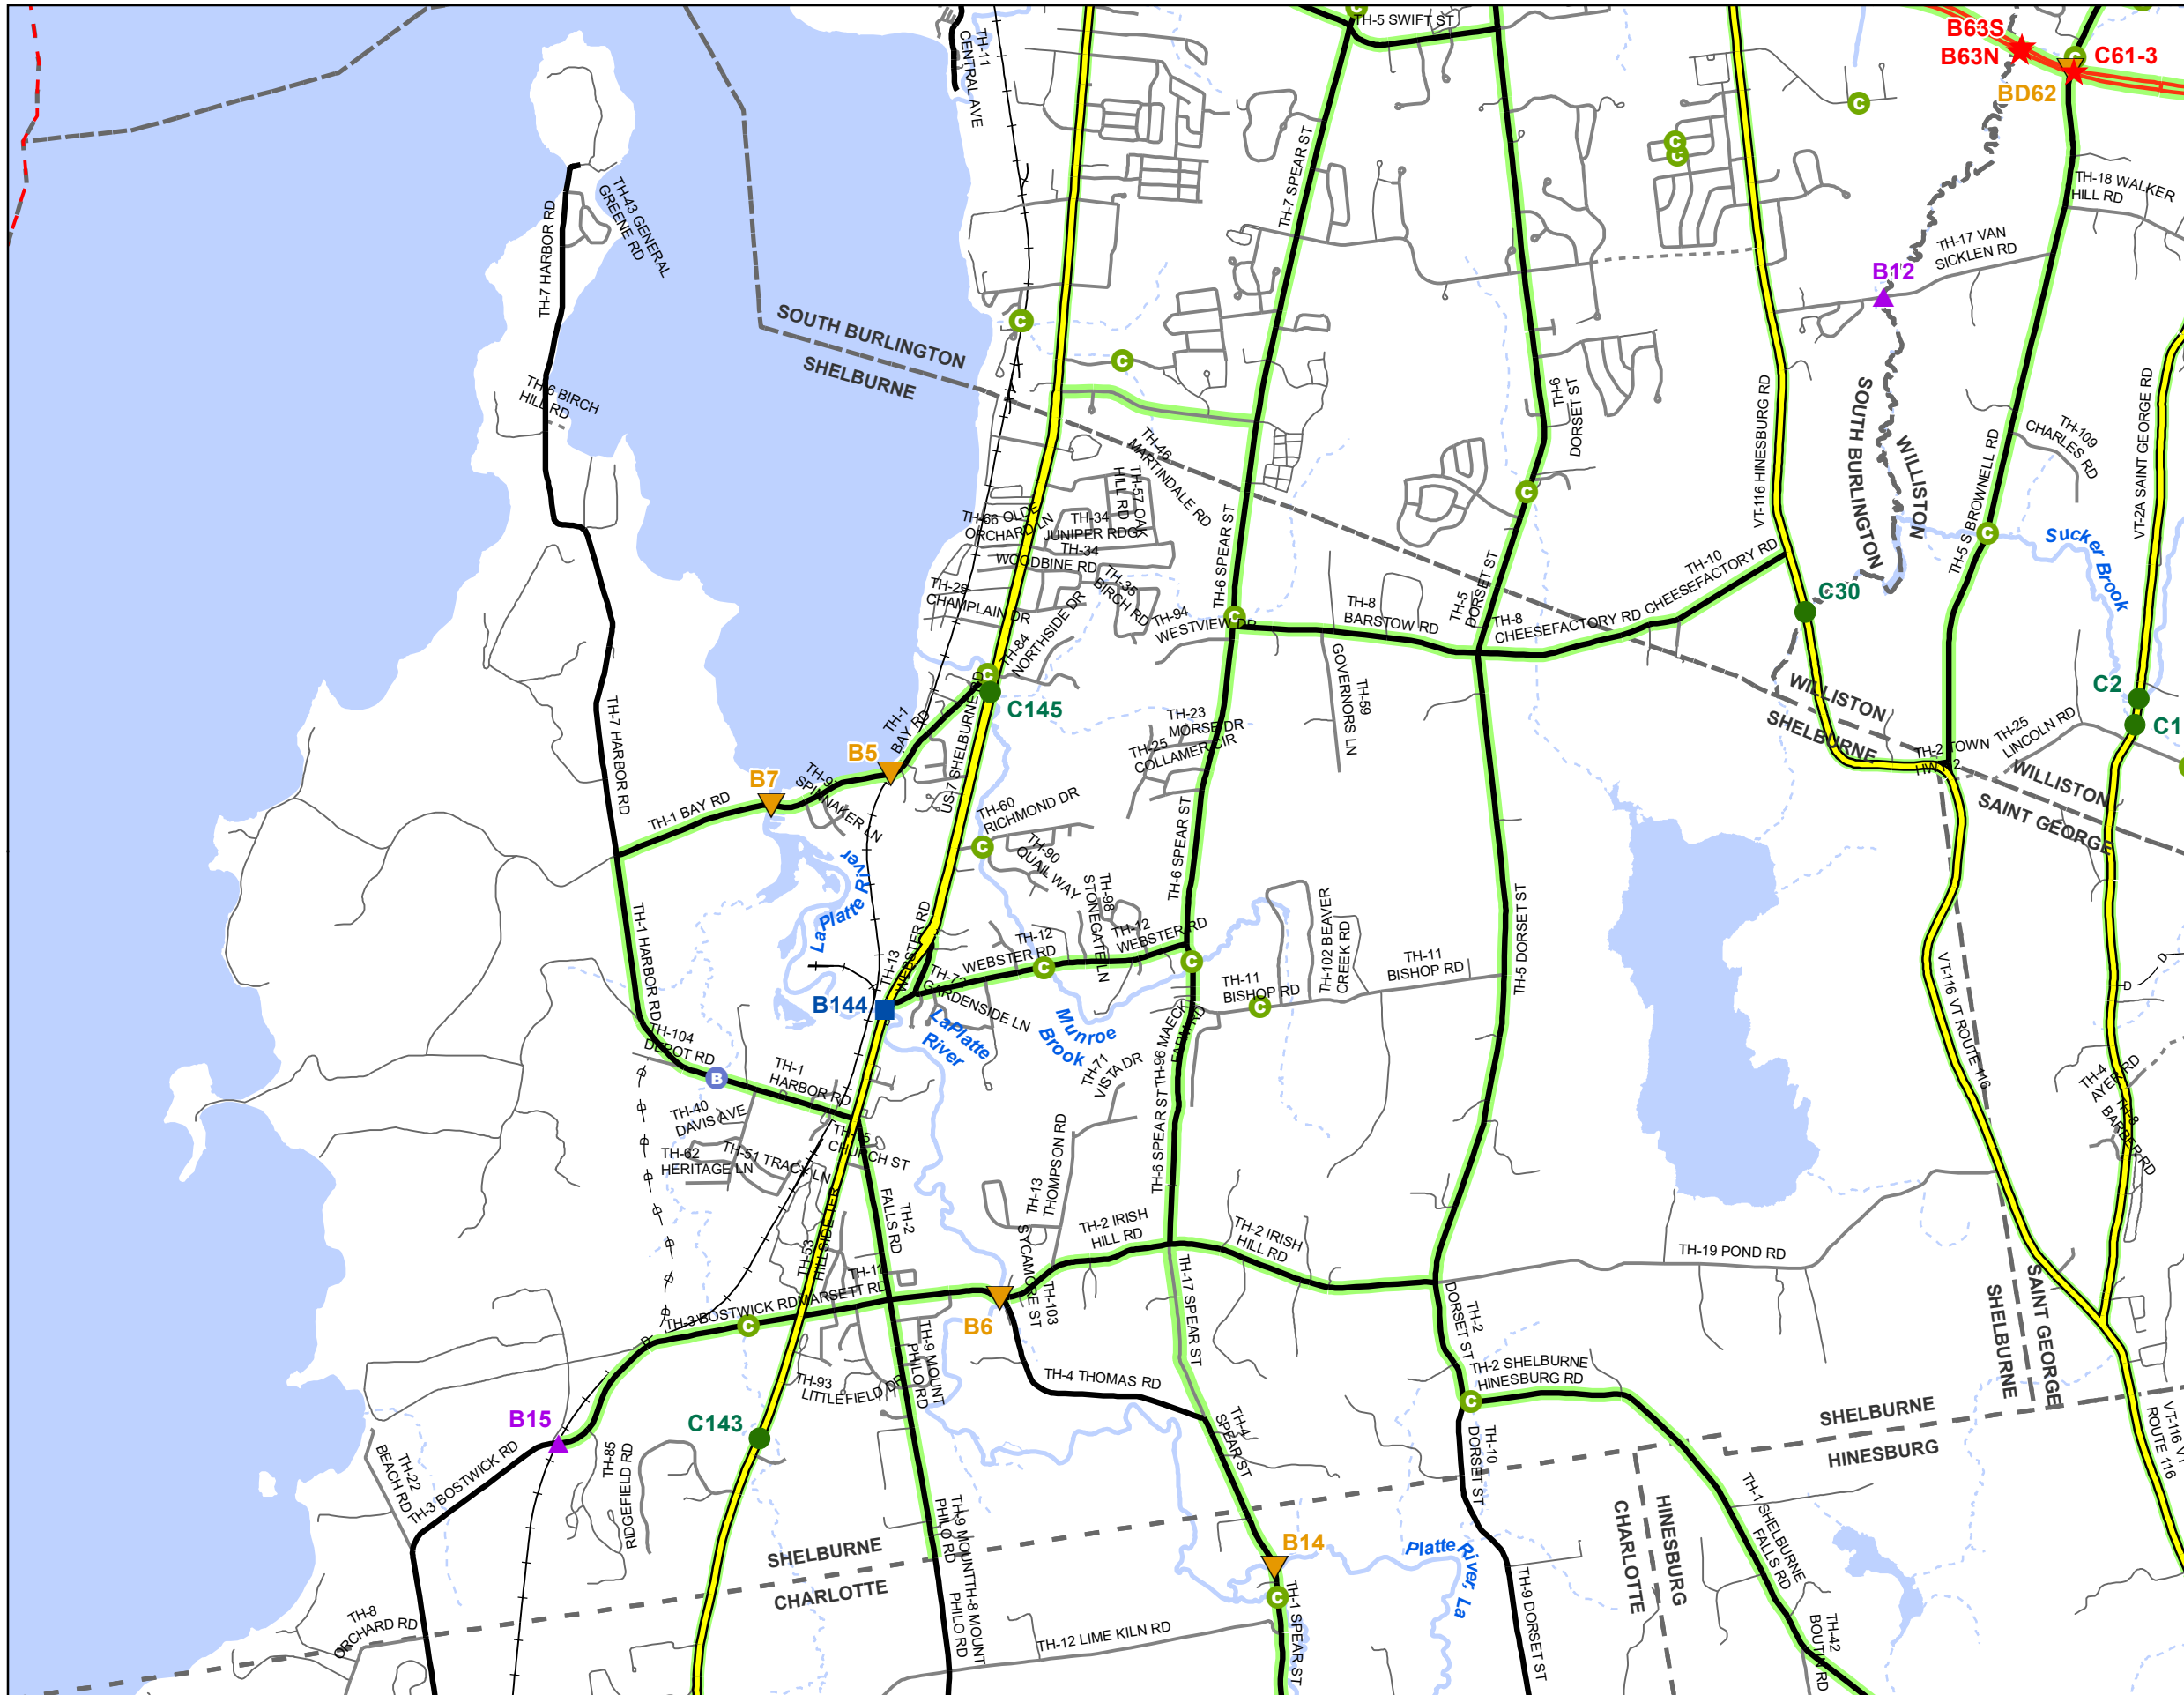 TH-11
CENTRAL AVE
TH-5 SWIFT ST
C
B63S
B63N
C61-3
C
BD62
C
C
C
TH-7 SPEAR ST
TH-18 WALKER
HILL RD
TH-43 GENERAL
GREENE RD
TH-7 HARBOR RD
TH-17 VAN
SICKLEN RD
B12
SOUTH BURLINGTON
SHELBURNE
C
C
TH-6 BIRCH
HILL RD
TH-6
DORSET ST
VT-116 HINESBURG RD
SOUTH BURLINGTON
WILLISTON
TH-109
CHARLES RD
VT-2A SAINT GEORGE RD
TH-46
MARTINDALE RD
TH-57 OAK
HILL RD
TH-66 OLDE
ORCHARD LN
TH-34
JUNIPER RDG
TH-34
WOODBINE RD
TH-35
BIRCH RD
TH-29
CHAMPLAIN DR
TH-84
NORTHSIDE DR
TH-94
WESTVIEW DR
TH-6 SPEAR ST
C
C
TH-8
BARSTOW RD
TH-5
DORSET ST
TH-8
CHEESEFACTORY RD
TH-10
CHEESEFACTORY RD
C30
TH-5 S BROWNELL RD
C
Sucker Brook
C
C145
TH-1
BAY RD
US-7 SHELBURNE RD
TH-59
GOVERNORS LN
TH-23
MORSE DR
TH-25
COLLAMER CIR
WILLISTON
SHELBURNE
C2
C1
TH-2 TOWN
HWY 2
TH-25
LINCOLN RD
WILLISTON
SAINT GEORGE
B5
B7
TH-7 HARBOR RD
TH-1 BAY RD
SPINNAKER LN
TH-60
RICHMOND DR
C
TH-90
QUAIL WAY
TH-98
STONEGATE LN
TH-6 SPEAR ST
La Platte River
TH-1 HARBOR RD
TH-13
WEBSTER RD
TH-12
WEBSTER RD
C
TH-12
WEBSTER RD
C
GARDENSIDE LN
B144
LaPlatte
River
Munroe
Brook
TH-11
BISHOP RD
C
TH-102 BEAVER
CREEK RD
TH-11
BISHOP RD
TH-5 DORSET ST
VT-116 VT ROUTE 116
TH-104
DEPOT RD
B
TH-1
HARBOR RD
TH-40
DAVIS AVE
TH-62
HERITAGE LN
TH-51 TRACY LN
CHURCH ST
TH-71
VISTA DR
TH-96 MAECK
FARM RD
TH-6 SPEAR ST
TH-4
AYER RD
TH-8
BARBER RD
D
D
D
D
D
D
D
TH-53
HILLSIDE TER
TH-2
FALLS RD
TH-13
THOMPSON RD
TH-2 IRISH
HILL RD
TH-2 IRISH
HILL RD
TH-19 POND RD
TH-11
MARSETT RD
TH-3 BOSTWICK RD
C
SYCAMORE ST
TH-103
B6
TH-17 SPEAR ST
TH-2
DORSET ST
SHELBURNE
SAINT GEORGE
TH-9 MOUNT
PHILO RD
TH-93
LITTLEFIELD DR
TH-4 THOMAS RD
TH-2 SHELBURNE
HINESBURG RD
C
B15
C143
TH-4
SPEAR ST
TH-10
DORSET ST
SHELBURNE
HINESBURG
VT-116 VT
ROUTE 116
TH-22
BEACH RD
TH-3 BOSTWICK RD
TH-85
RIDGEFIELD RD
TH-9 MOUNT
PHILO RD
SHELBURNE
CHARLOTTE
B14
C
Platte River, La
HINESBURG
CHARLOTTE
TH-1 SHELBURNE
FALLS RD
TH-8
ORCHARD RD
TH-8 MOUNT
PHILO RD
TH-12 LIME KILN RD
TH-1 SPEAR ST
TH-9 DORSET ST
TH-42
BOUTIN RD